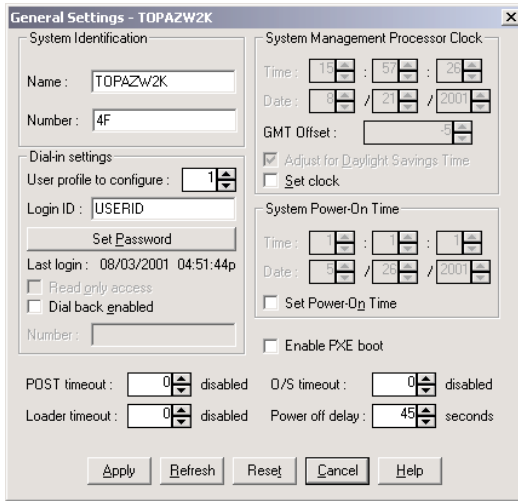 General Settings - TOPAZW2K
System Identification
Name : TOPAZW2K
Number : 4F
Dial-in settings
User profile to configure : 1
Login ID : USERID
Set Password
Last login : 08/03/2001 04:51:44p
Read only access
Dial back enabled
Number :
System Management Processor Clock
Time : 15 : 57 : 26
Date : 8 / 21 / 2001
GMT Offset : -5
Adjust for Daylight Savings Time
Set clock
System Power-On Time
Time : 1 : 1 : 1
Date : 5 / 26 / 2001
Set Power-On Time
Enable PXE boot
POST timeout : 0 disabled
O/S timeout : 0 disabled
Loader timeout : 0 disabled
Power off delay : 45 seconds
Apply
Refresh
Reset
Cancel
Help